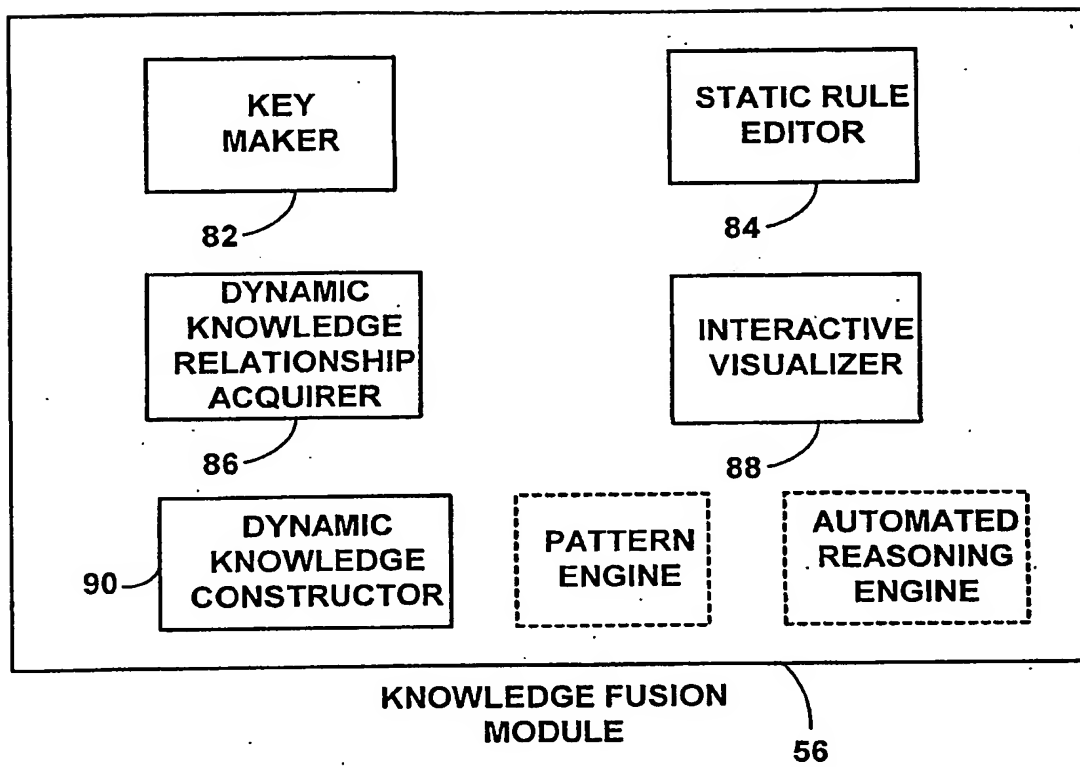 KEY
MAKER
82
STATIC RULE
EDITOR
84
DYNAMIC
KNOWLEDGE
RELATIONSHIP
ACQUIRER
86
INTERACTIVE
VISUALIZER
88
DYNAMIC
KNOWLEDGE
CONSTRUCTOR
90
PATTERN
ENGINE
AUTOMATED
REASONING
ENGINE
KNOWLEDGE FUSION
MODULE
56